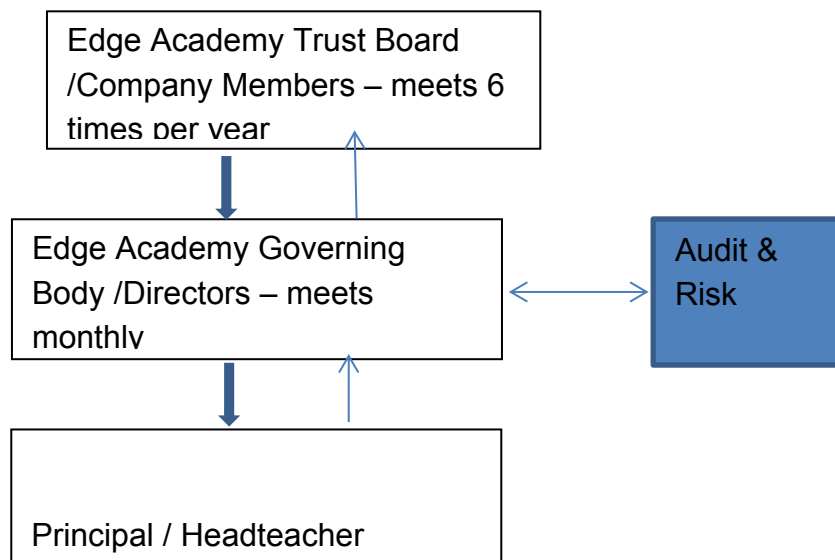 Edge Academy Trust Board
/Company Members – meets 6
times per year
Edge Academy Governing
Body /Directors – meets
monthly
Audit &
Risk
Principal / Headteacher